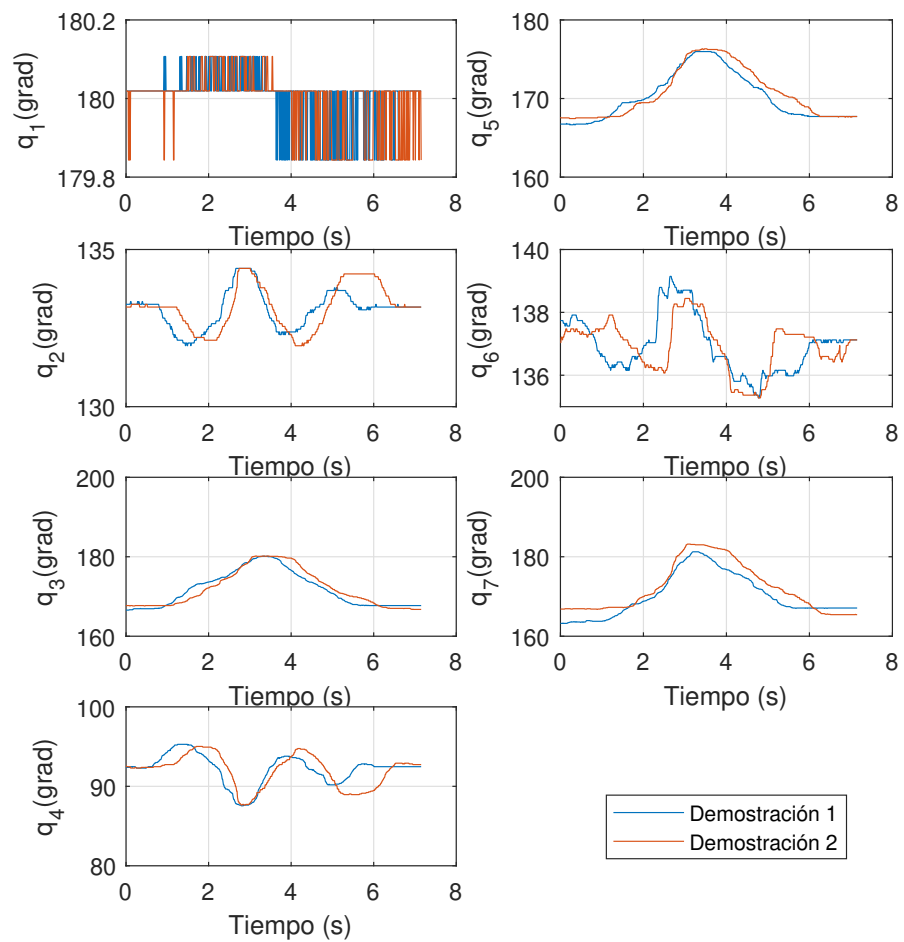 180.2
180
179.8
q1(grad)
0 2 4 6 8
Tiempo (s)
180
170
160
q5(grad)
0 2 4 6 8
Tiempo (s)
135
130
q2(grad)
0 2 4 6 8
Tiempo (s)
140
138
136
q6(grad)
0 2 4 6 8
Tiempo (s)
200
180
160
q3(grad)
0 2 4 6 8
Tiempo (s)
200
180
160
q7(grad)
0 2 4 6 8
Tiempo (s)
100
90
80
q4(grad)
0 2 4 6 8
Tiempo (s)
Demostración 1
Demostración 2